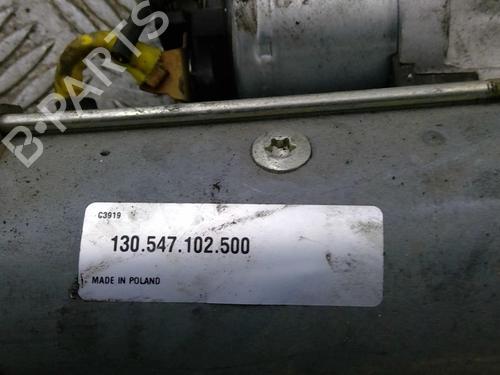 B-PARTS
C3919
130.547.102.500
MADE IN POLAND